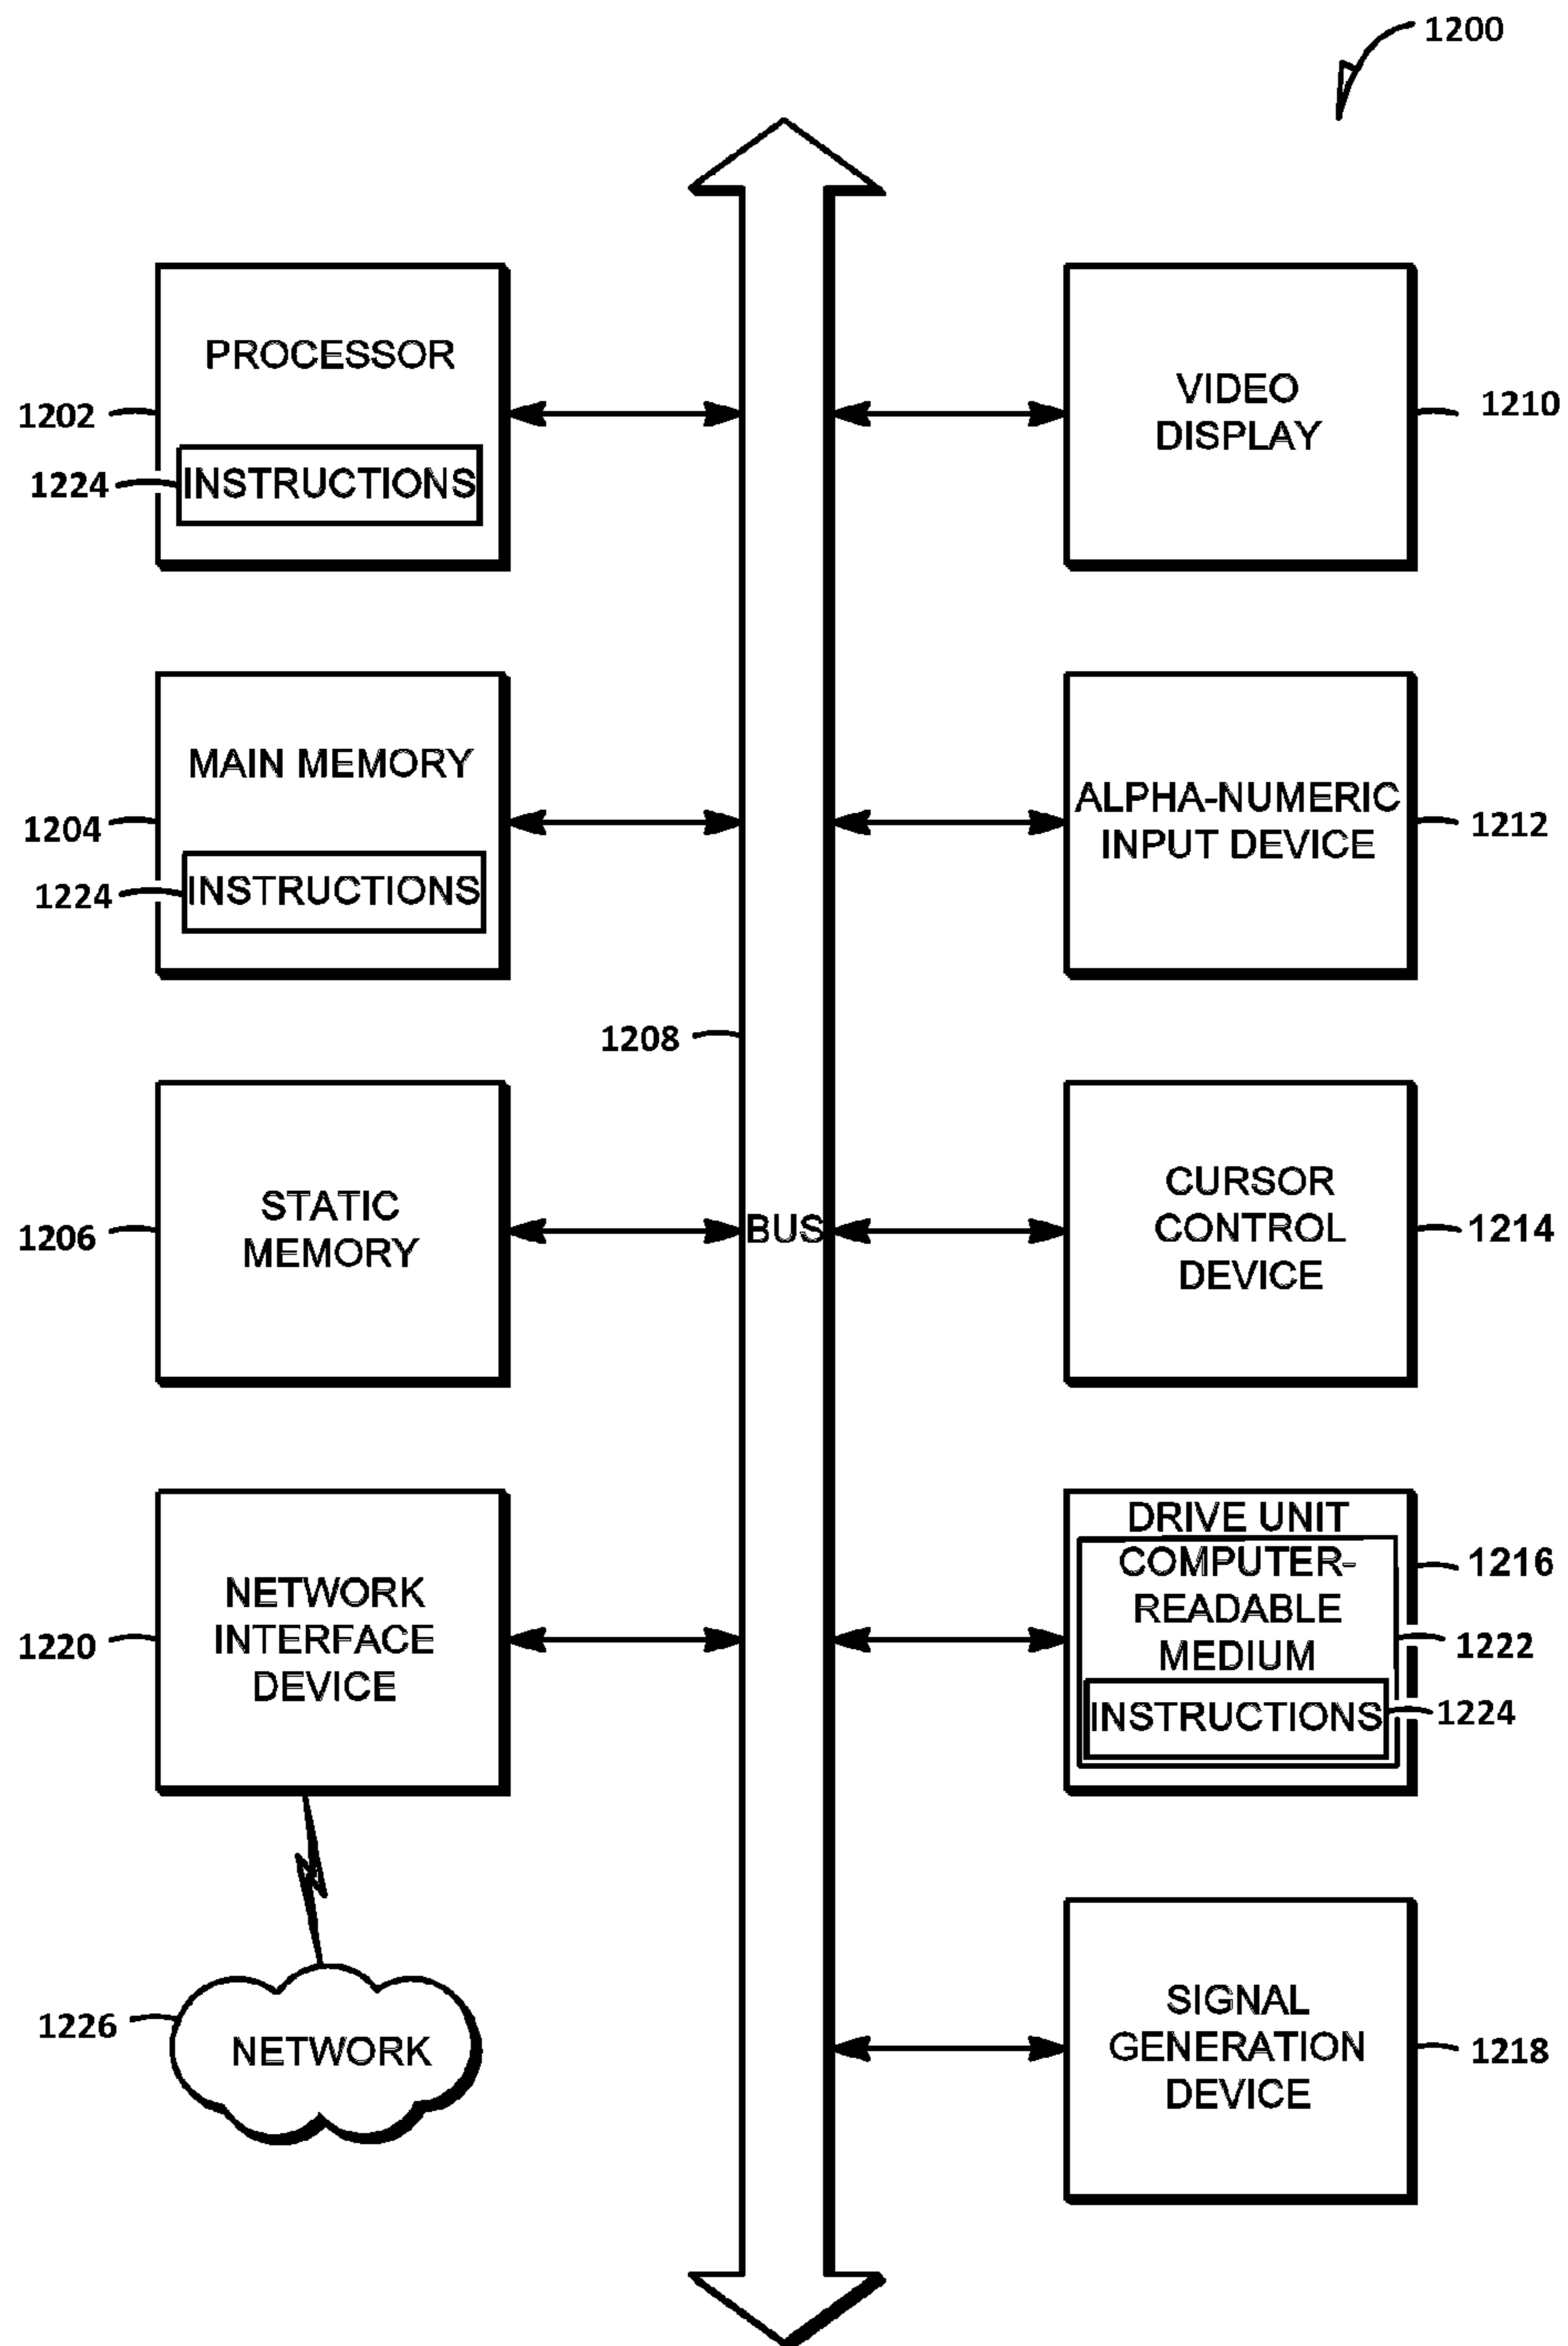 1200
PROCESSOR
1202
1224
INSTRUCTIONS
VIDEO
DISPLAY
1210
MAIN MEMORY
1204
1224
INSTRUCTIONS
ALPHA-NUMERIC
INPUT DEVICE
1212
1208
STATIC
MEMORY
1206
BUS
CURSOR
CONTROL
DEVICE
1214
NETWORK
INTERFACE
DEVICE
1220
DRIVE UNIT
COMPUTER-
READABLE
MEDIUM
INSTRUCTIONS
1216
1222
1224
1226
NETWORK
SIGNAL
GENERATION
DEVICE
1218